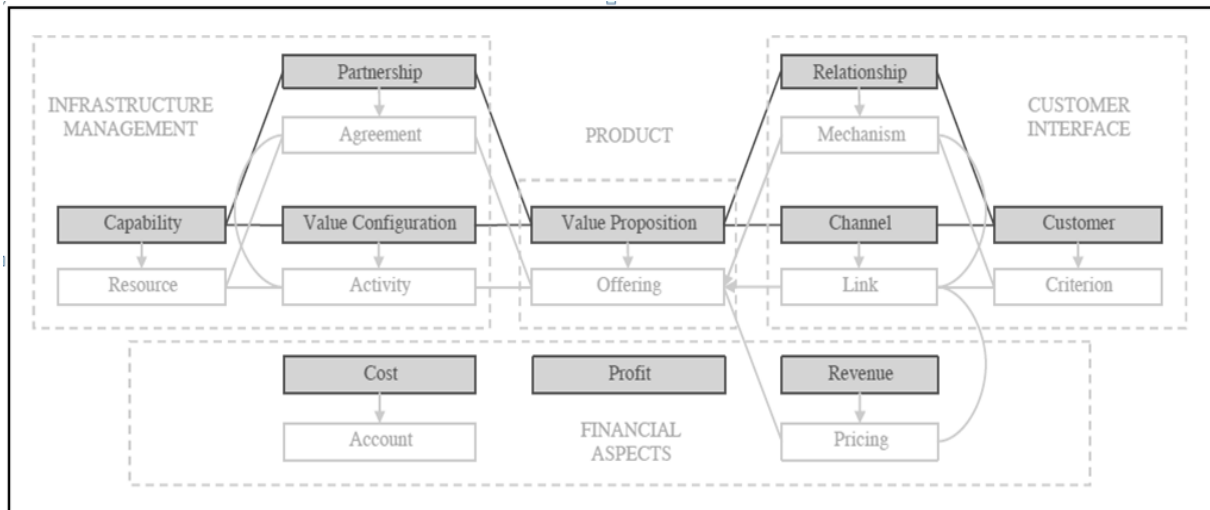 Partnership
Relationship
INFRASTRUCTURE
MANAGEMENT
CUSTOMER
INTERFACE
Agreement
PRODUCT
Mechanism
Capability
Value Configuration
Value Proposition
Channel
Customer
Resource
Activity
Offering
Link
Criterion
Cost
Profit
Revenue
Account
FINANCIAL
ASPECTS
Pricing